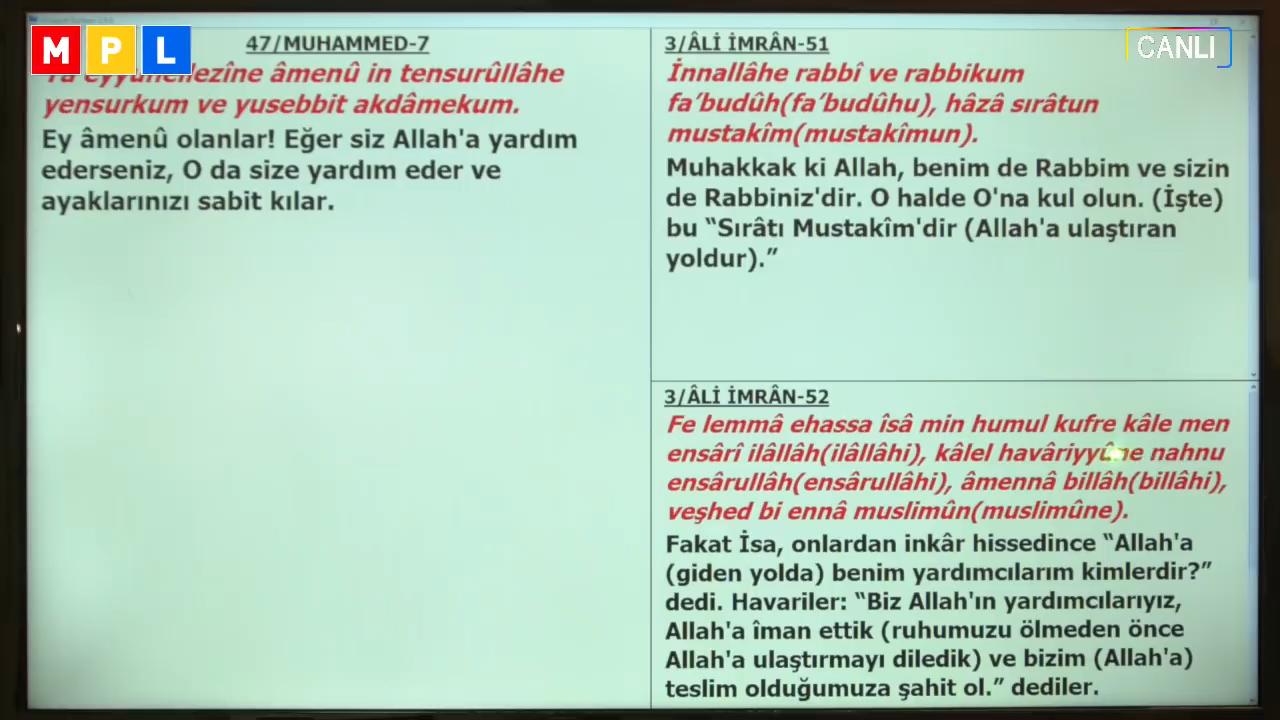 M P L
CANLI
47/MUHAMMED-7
eyyuhellezîne âmenû in tensurûllâhe
yensurkum ve yusebbit akdâmekum.
Ey âmenû olanlar! Eğer siz Allah'a yardım
ederseniz, O da size yardım eder ve
ayaklarınızı sabit kılar.
3/ÂLİ İMRÂN-51
İnnallâhe rabbî ve rabbikum
fa’budûh(fa’budûhu), hâzâ sırâtun
mustakîm(mustakîmun).
Muhakkak ki Allah, benim de Rabbim ve sizin
de Rabbiniz'dir. O halde O'na kul olun. (İşte)
bu “Sırâtı Mustakîm'dir (Allah'a ulaştıran
yoldur).”
3/ÂLİ İMRÂN-52
Fe lemmâ ehassa îsâ min humul kufre kâle men
ensârî ilâllâh(ilâllâhi), kâlel havâriyyûne nahnu
ensârullâh(ensârullâhi), âmennâ billâh(billâhi),
veşhed bi ennâ muslimûn(muslimûne).
Fakat İsa, onlardan inkâr hissedince “Allah'a
(giden yolda) benim yardımcılarım kimlerdir?”
dedi. Havariler: “Biz Allah'ın yardımcılarıyız,
Allah'a îman ettik (ruhumuzu ölmeden önce
Allah'a ulaştırmayı diledik) ve bizim (Allah'a)
teslim olduğumuza şahit ol.” dediler.